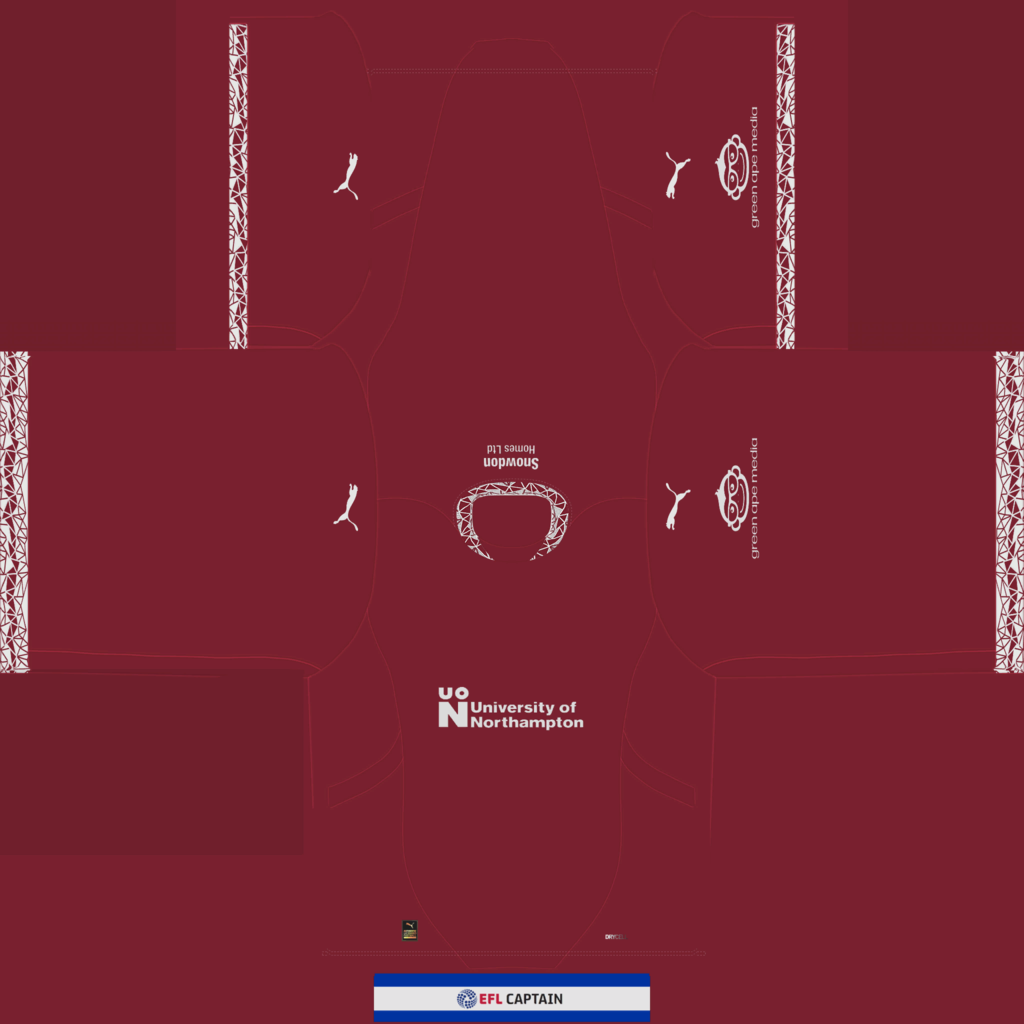 green ape media
Homes Ltd
Snowdon
green ape media
UO
N University of
Northampton
DRYCELL
EFL CAPTAIN